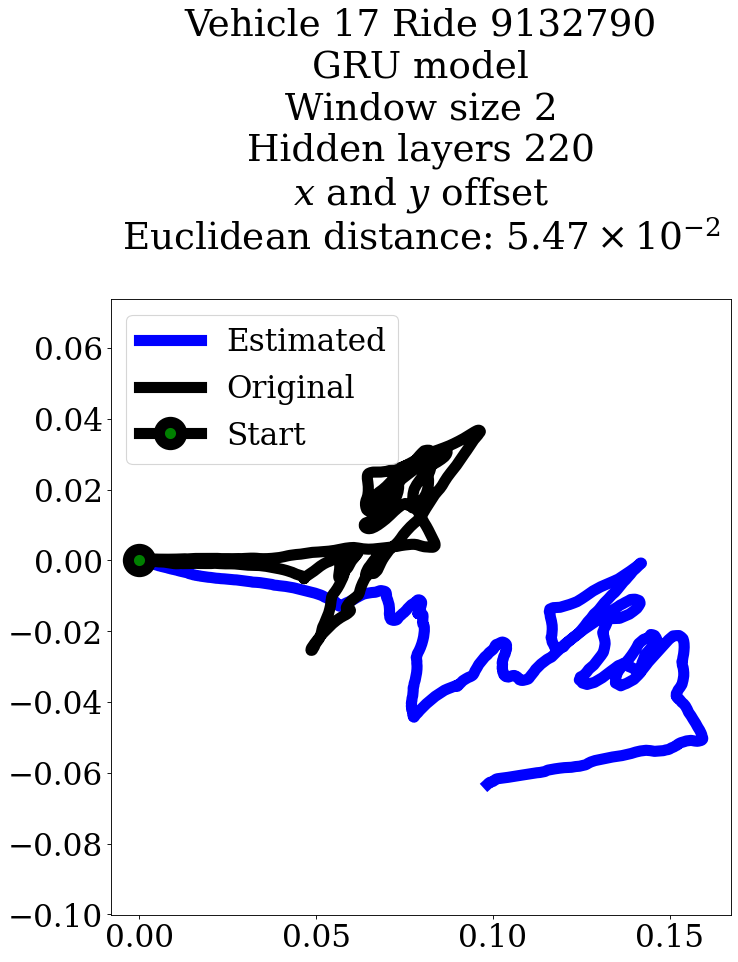 Vehicle 17 Ride 9132790
GRU model
Window size 2
Hidden layers 220
x and y offset
Euclidean distance: 5.47 × 10⁻²
Estimated
Original
Start
0.06
0.04
0.02
0.00
−0.02
−0.04
−0.06
−0.08
−0.10
0.00 0.05 0.10 0.15